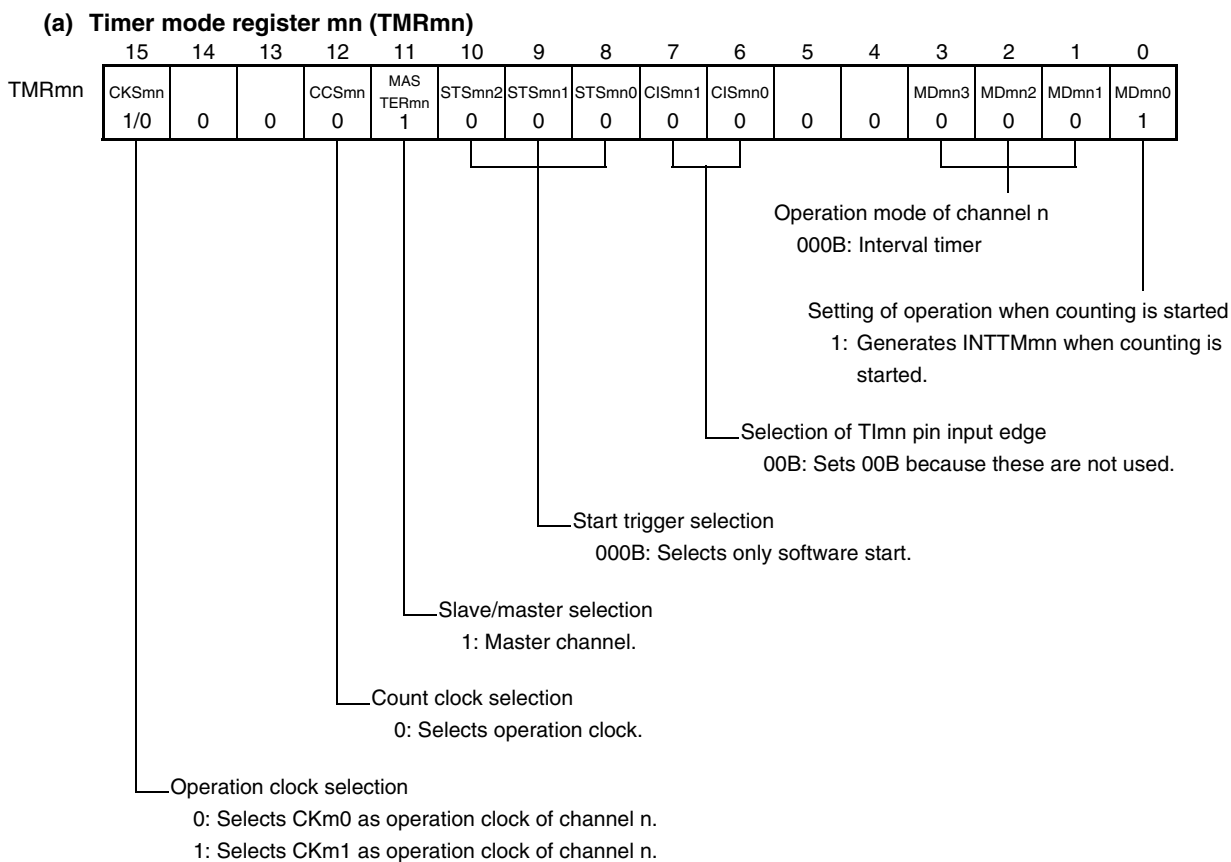 (a) Timer mode register mn (TMRmn)
15 14 13 12 11 10 9 8 7 6 5 4 3 2 1 0
TMRmn CKSmn CCSmn MAS TERmn STSmn2 STSmn1 STSmn0 CISmn1 CISmn0 MDmn3 MDmn2 MDmn1 MDmn0
1/0 0 0 0 1 0 0 0 0 0 0 0 0 0 0 1
Operation mode of channel n
000B: Interval timer
Setting of operation when counting is started
1: Generates INTTMmn when counting is
started.
Selection of TImn pin input edge
00B: Sets 00B because these are not used.
Start trigger selection
000B: Selects only software start.
Slave/master selection
1: Master channel.
Count clock selection
0: Selects operation clock.
Operation clock selection
0: Selects CKm0 as operation clock of channel n.
1: Selects CKm1 as operation clock of channel n.